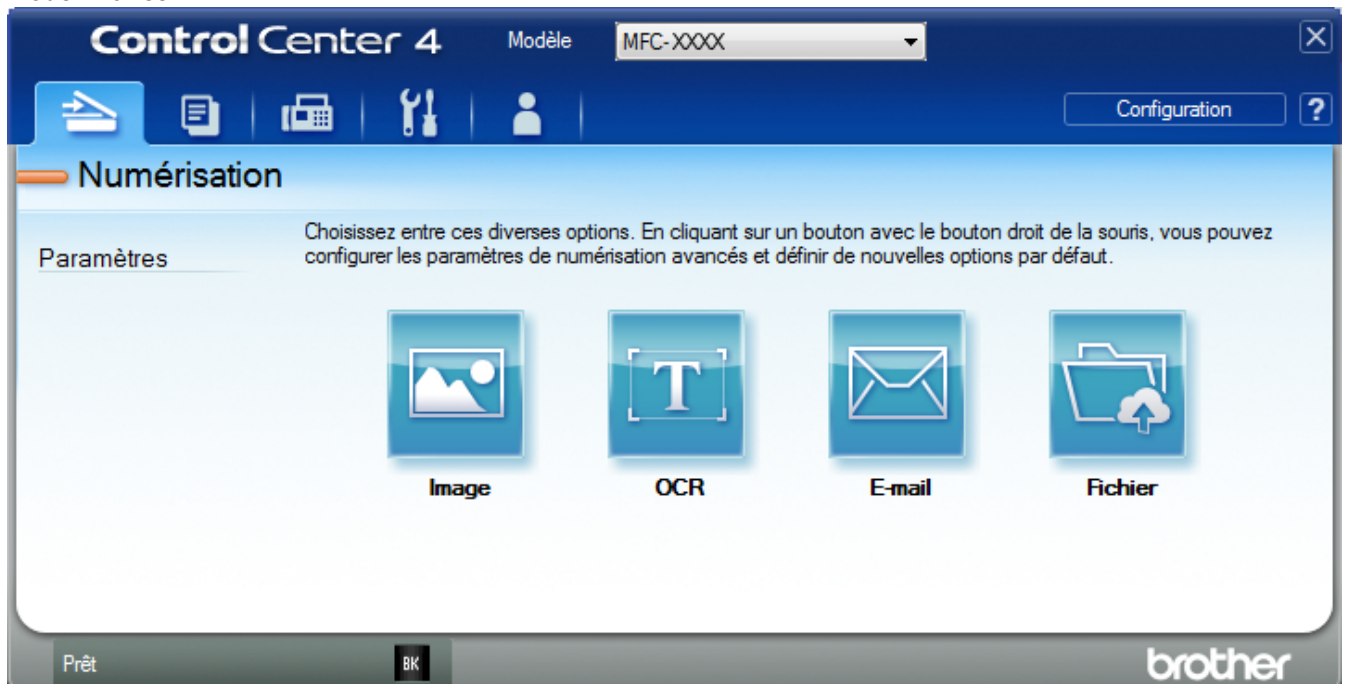 Control Center 4
Modèle
MFC-XXXX
Configuration
?
Numérisation
Paramètres
Choisissez entre ces diverses options. En cliquant sur un bouton avec le bouton droit de la souris, vous pouvez
configurer les paramètres de numérisation avancés et définir de nouvelles options par défaut.
T
Image
OCR
E-mail
Fichier
Prêt
BK
brother